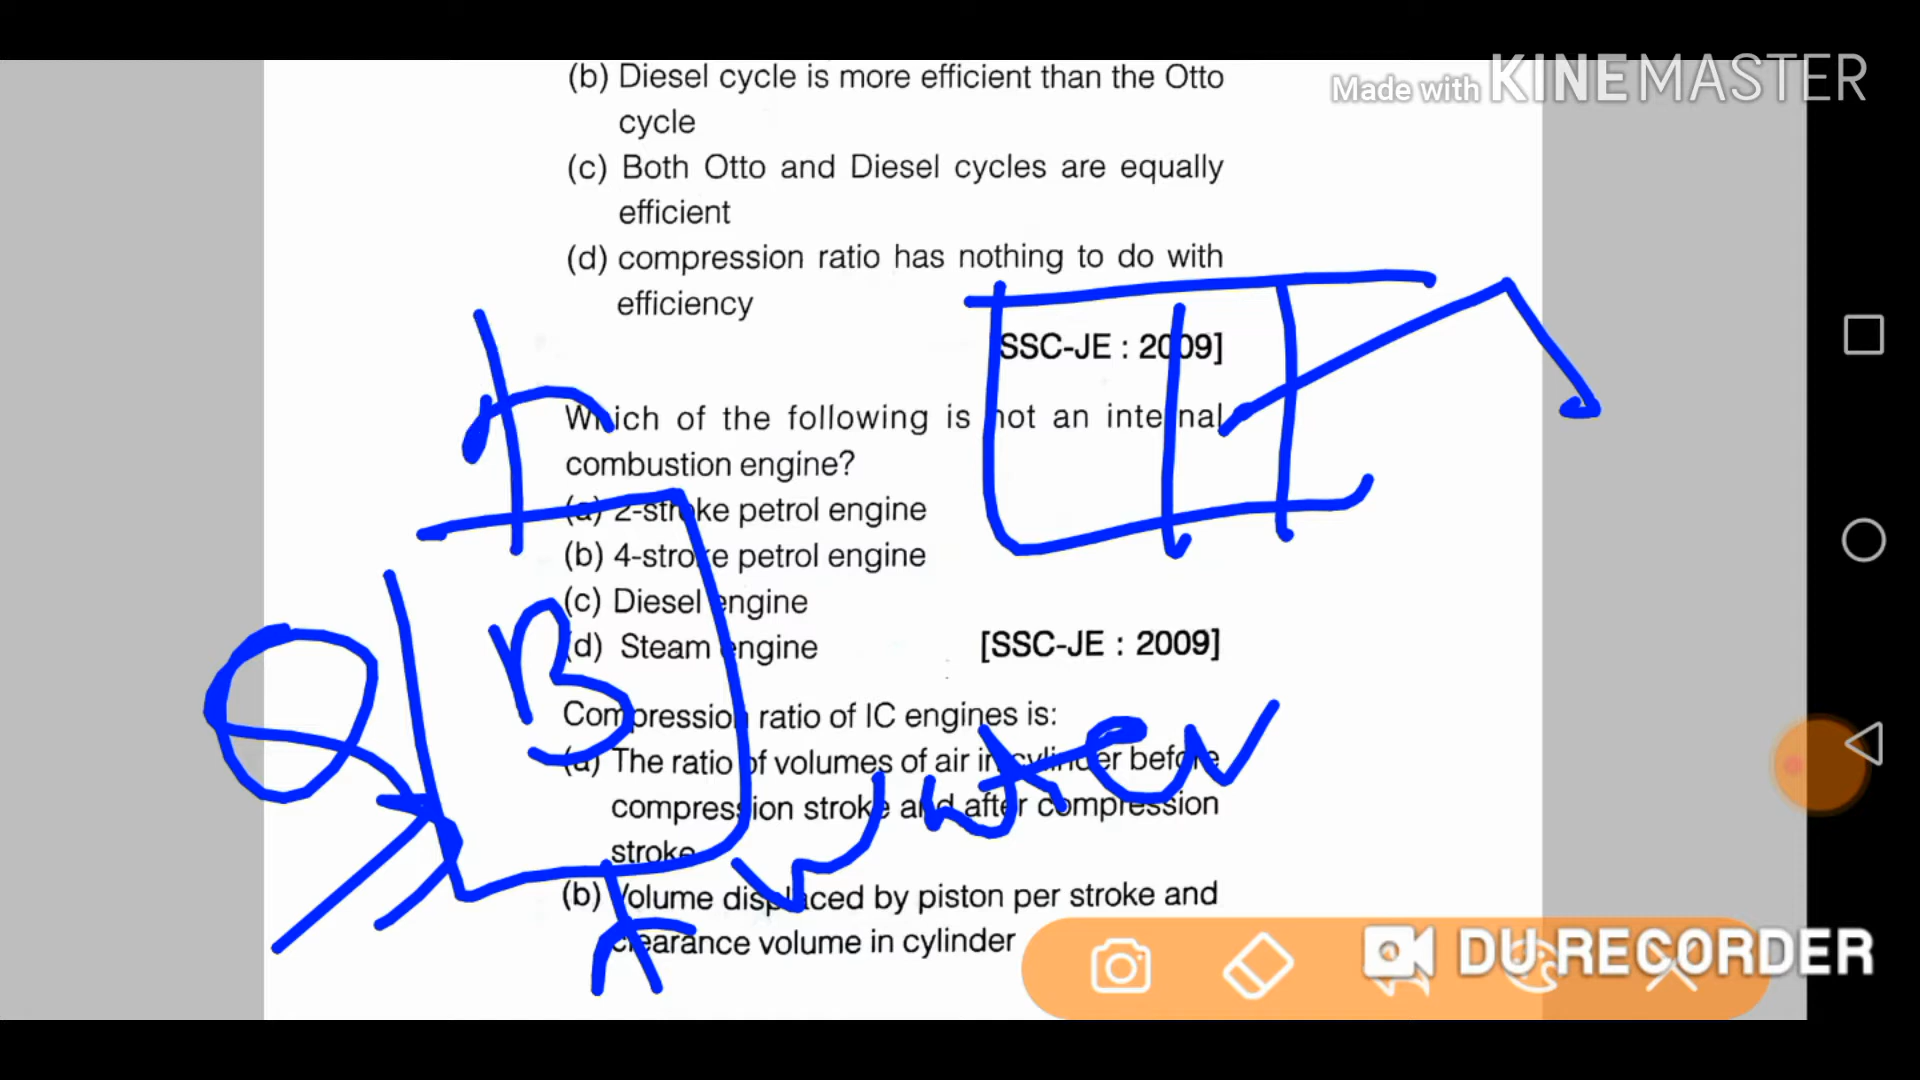 Made with KINEMASTER
(b) Diesel cycle is more efficient than the Otto
cycle
(c) Both Otto and Diesel cycles are equally
efficient
(d) compression ratio has nothing to do with
efficiency
[SSC-JE : 2009]
Which of the following is not an internal
combustion engine?
(a) 2-stroke petrol engine
(b) 4-stroke petrol engine
(c) Diesel engine
(d) Steam engine [SSC-JE : 2009]
B
Compression ratio of IC engines is:
(a) The ratio of volumes of air in cylinder before
compression stroke and after compression
stroke
water
(b) Volume displaced by piston per stroke and
clearance volume in cylinder
DU RECORDER